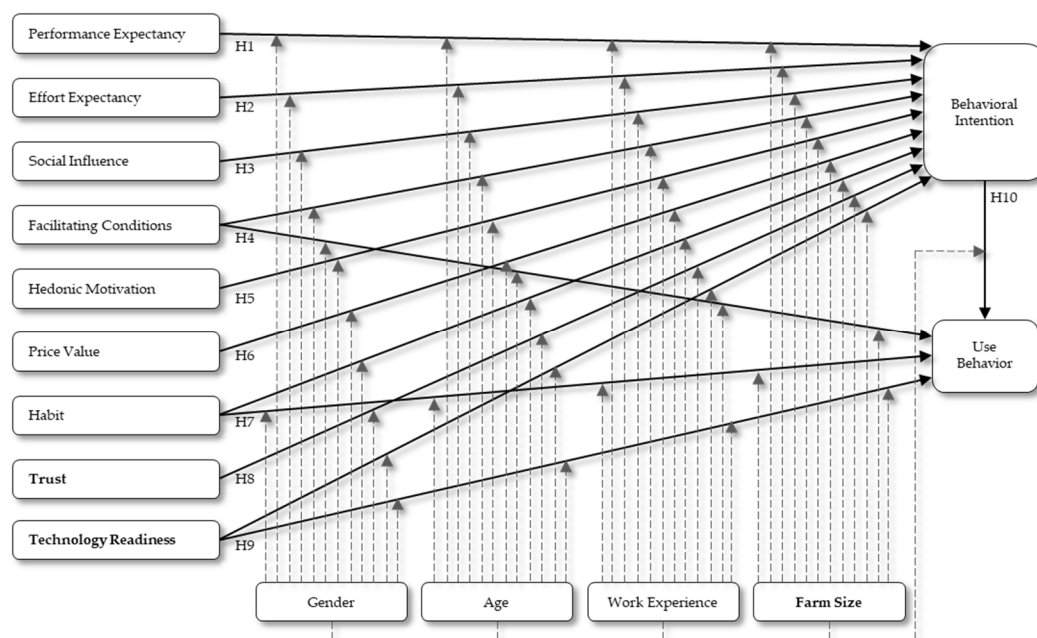 Performance Expectancy
H1
Effort Expectancy
H2
Behavioral
Intention
Social Influence
H3
Facilitating Conditions
H4
H10
Hedonic Motivation
H5
Price Value
H6
Use
Behavior
Habit
H7
Trust
H8
Technology Readiness
H9
Gender
Age
Work Experience
Farm Size